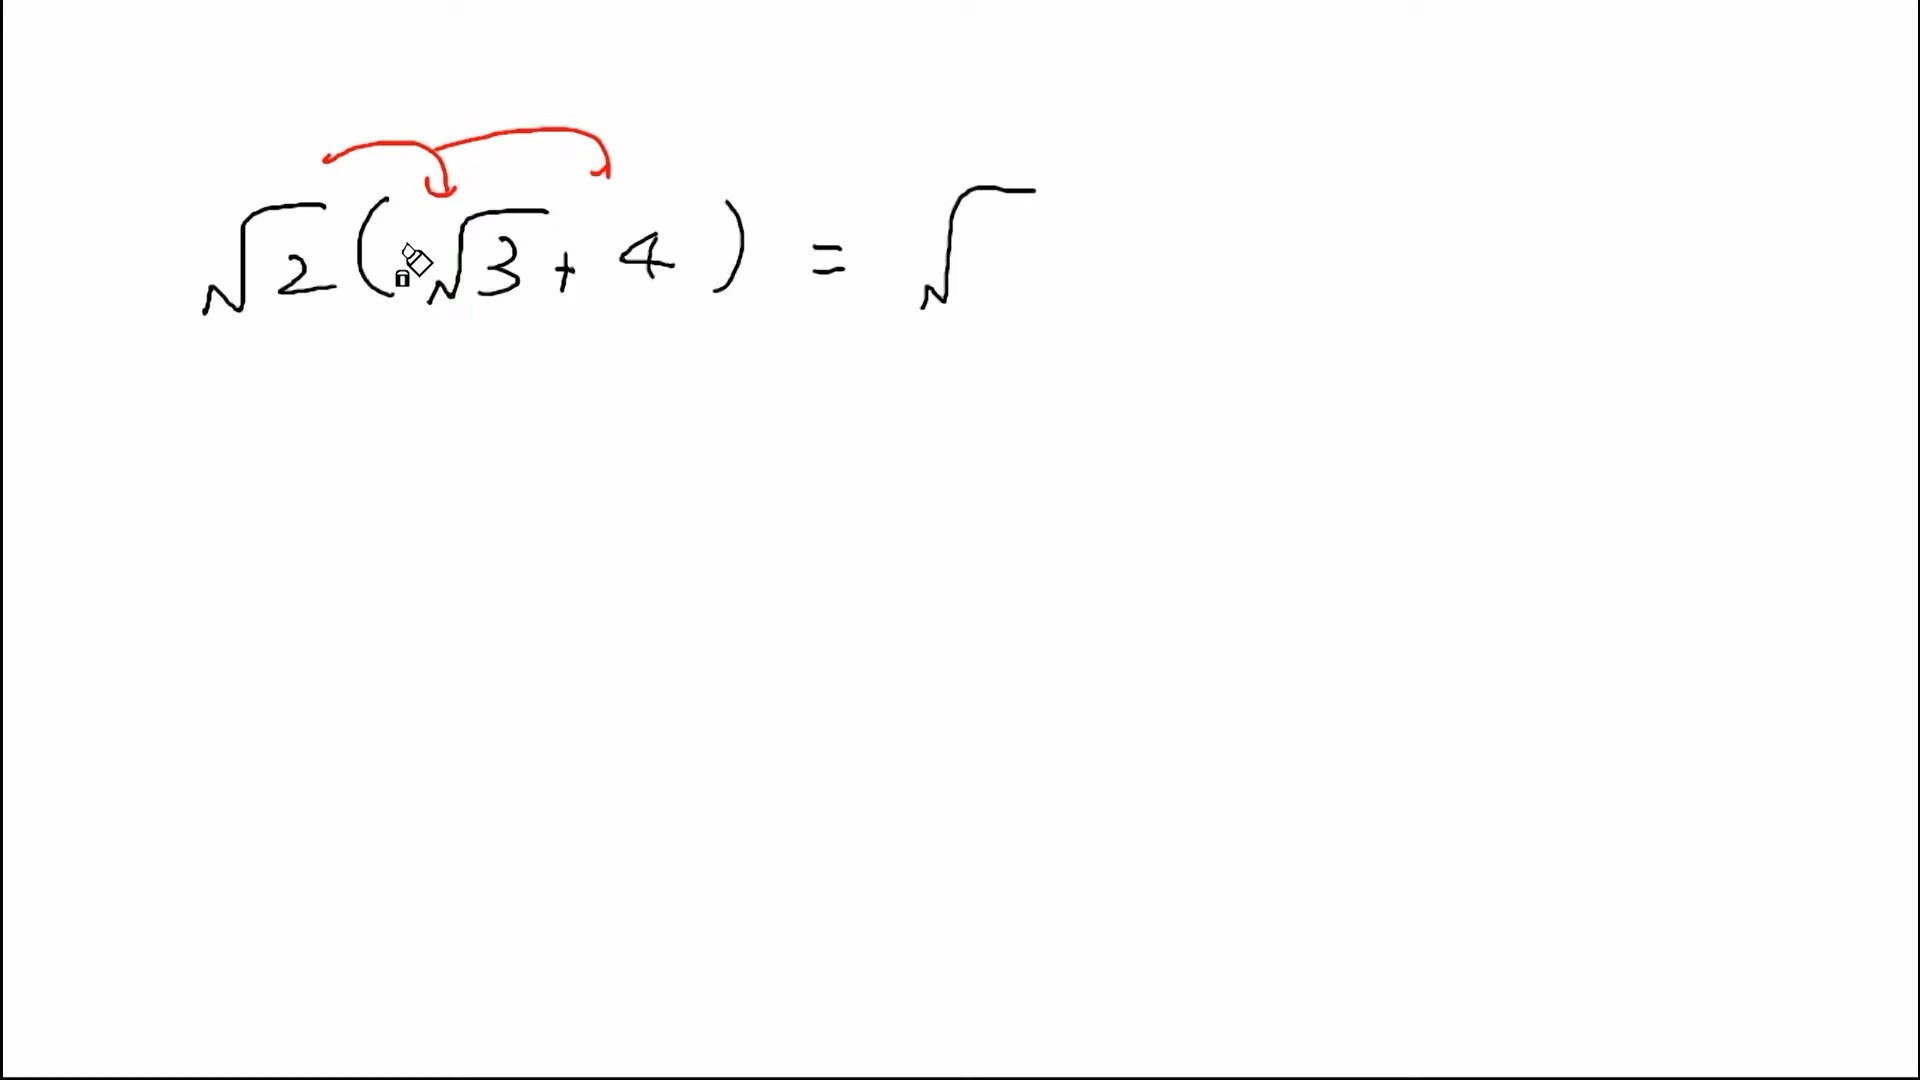 √2(√3+4) = √